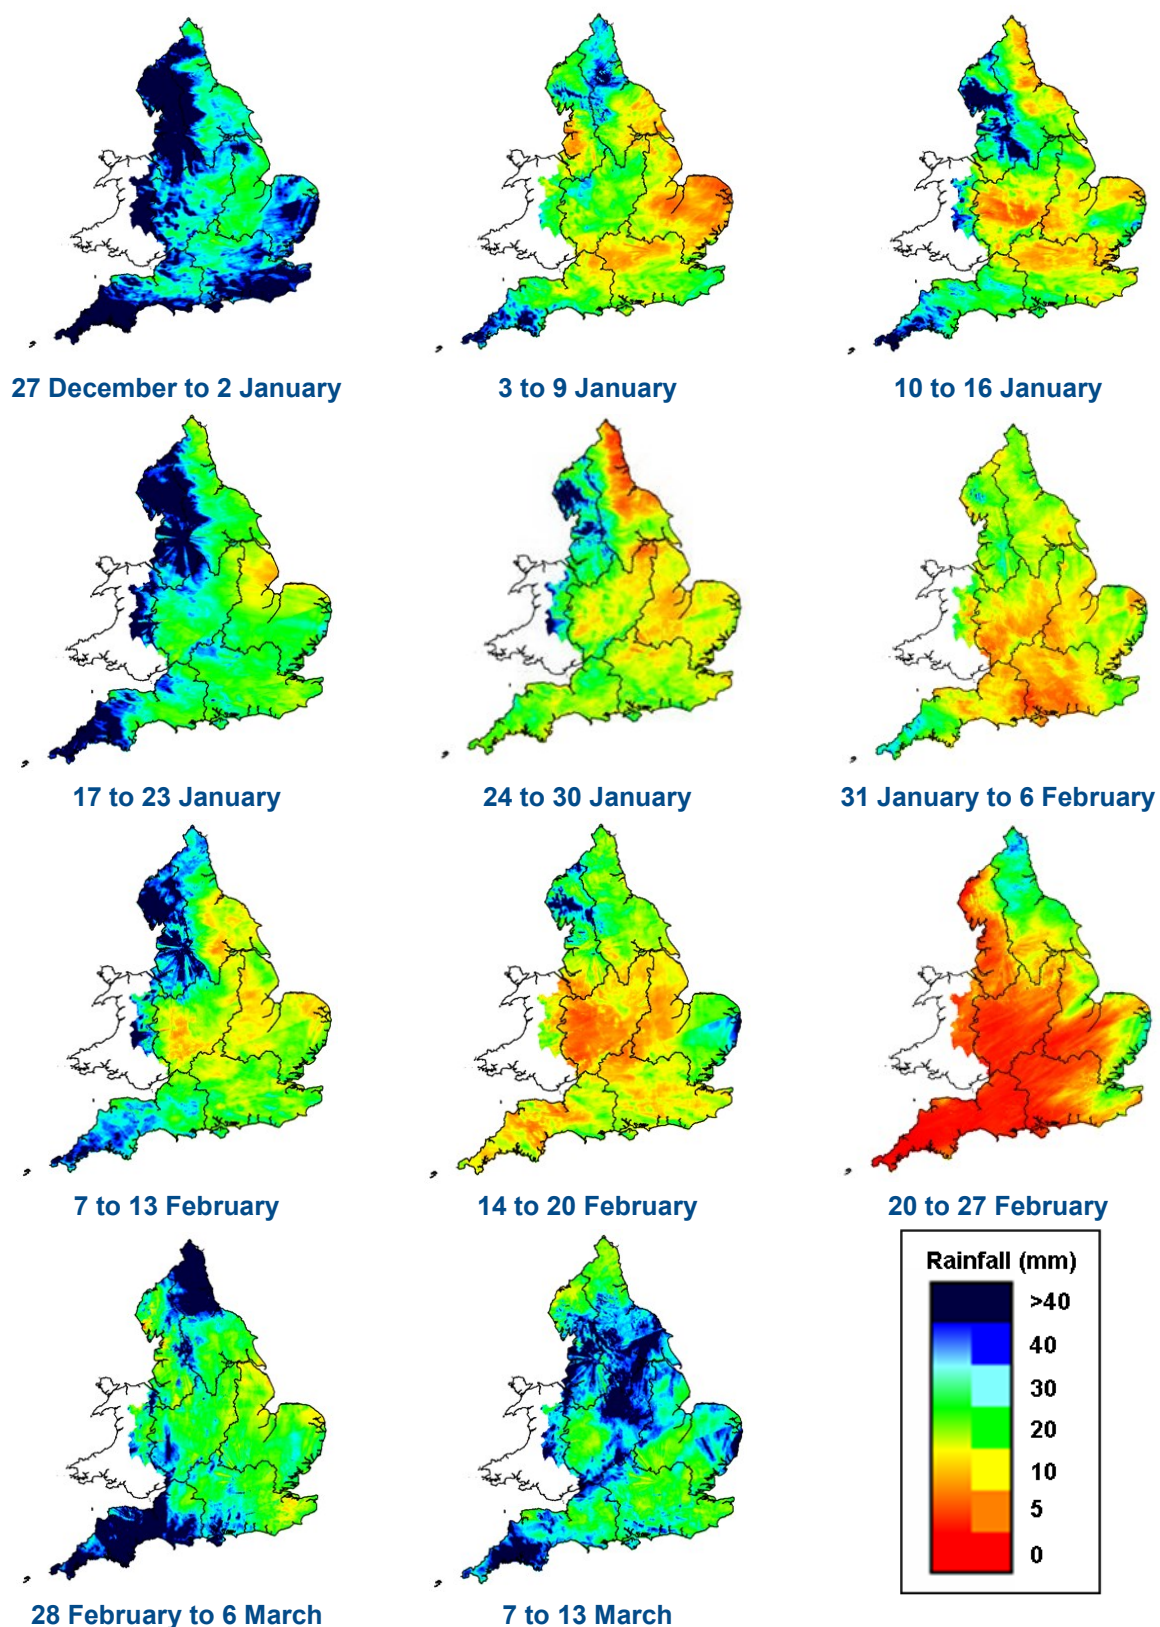 27 December to 2 January
3 to 9 January
10 to 16 January
17 to 23 January
24 to 30 January
31 January to 6 February
7 to 13 February
14 to 20 February
20 to 27 February
Rainfall (mm)
>40
40
30
20
10
5
0
28 February to 6 March
7 to 13 March